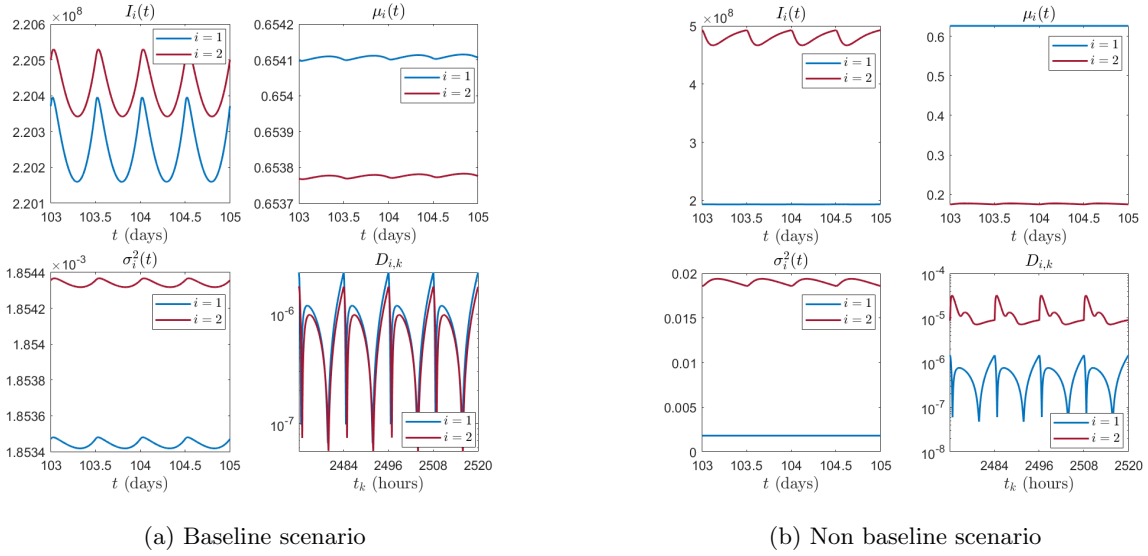 I_i(t)
×10^8
2.206
2.205
2.204
2.203
2.202
2.201
103 103.5 104 104.5 105
t (days)
i = 1
i = 2
μ_i(t)
0.6542
0.6541
0.654
0.6539
0.6538
0.6537
103 103.5 104 104.5 105
t (days)
i = 1
i = 2
σ_i^2(t)
×10^-3
1.8544
1.8542
1.854
1.8538
1.8536
1.8534
103 103.5 104 104.5 105
t (days)
i = 1
i = 2
D_{i,k}
10^-6
10^-7
2484 2496 2508 2520
t_k (hours)
i = 1
i = 2
(a) Baseline scenario
I_i(t)
×10^8
5
4
3
2
103 103.5 104 104.5 105
t (days)
i = 1
i = 2
μ_i(t)
0.6
0.5
0.4
0.3
0.2
103 103.5 104 104.5 105
t (days)
i = 1
i = 2
σ_i^2(t)
0.02
0.015
0.01
0.005
0
103 103.5 104 104.5 105
t (days)
i = 1
i = 2
D_{i,k}
10^-4
10^-5
10^-6
10^-7
10^-8
2484 2496 2508 2520
t_k (hours)
i = 1
i = 2
(b) Non baseline scenario